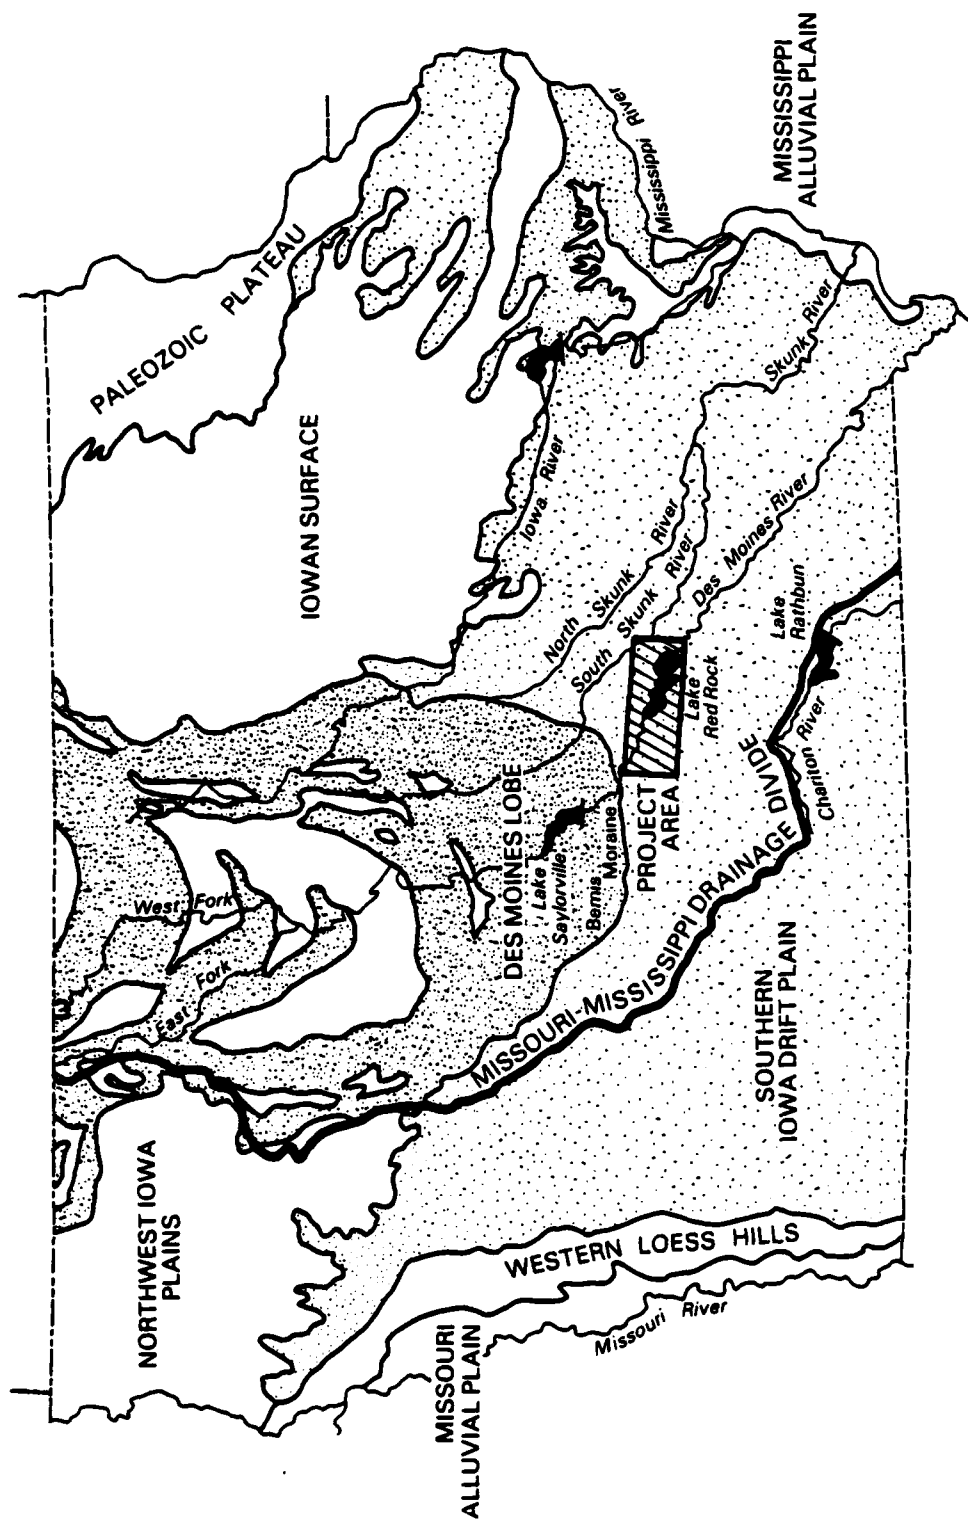 PALEOZOIC PLATEAU
MISSISSIPPI
ALLUVIAL PLAIN
Mississippi River
IOWAN SURFACE
Iowa River
Skunk River
North Skunk River
South Skunk River
Des Moines River
Lake
Red Rock
Lake
Rathbun
Chariton River
PROJECT
AREA
DES MOINES LOBE
Lake
Saylorville
Bemis
Moraine
West Fork
East Fork
MISSOURI-MISSISSIPPI DRAINAGE DIVIDE
SOUTHERN
IOWA DRIFT PLAIN
NORTHWEST IOWA
PLAINS
WESTERN LOESS HILLS
Missouri River
MISSOURI
ALLUVIAL PLAIN